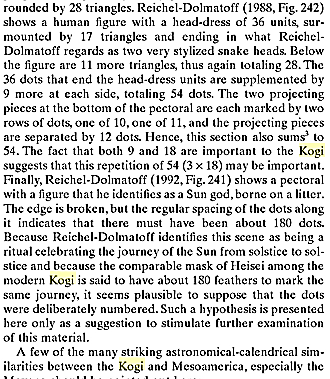 rounded by 28 triangles. Reichel-Dolmatoff (1988, Fig. 242)
shows a human figure with a head-dress of 36 units, sur-
mounted by 17 triangles and ending in what Reichel-
Dolmatoff regards as two very stylized snake heads. Below
the figure are 11 more triangles, thus again totaling 28. The
36 dots that end the head-dress units are supplemented by
9 more at each side, totaling 54 dots. The two projecting
pieces at the bottom of the pectoral are each marked by two
rows of dots, one of 10, one of 11, and the projecting pieces
are separated by 12 dots. Hence, this section also sums³ to
54. The fact that both 9 and 18 are important to the Kogi
suggests that this repetition of 54 (3 × 18) may be important.
Finally, Reichel-Dolmatoff (1992, Fig. 241) shows a pectoral
with a figure that he identifies as a Sun god, borne on a litter.
The edge is broken, but the regular spacing of the dots along
it indicates that there must have been about 180 dots.
Because Reichel-Dolmatoff identifies this scene as being a
ritual celebrating the journey of the Sun from solstice to sol-
stice and because the comparable mask of Heisei among the
modern Kogi is said to have about 180 feathers to mark the
same journey, it seems plausible to suppose that the dots
were deliberately numbered. Such a hypothesis is presented
here only as a suggestion to stimulate further examination
of this material.
A few of the many striking astronomical-calendrical sim-
ilarities between the Kogi and Mesoamerica, especially the